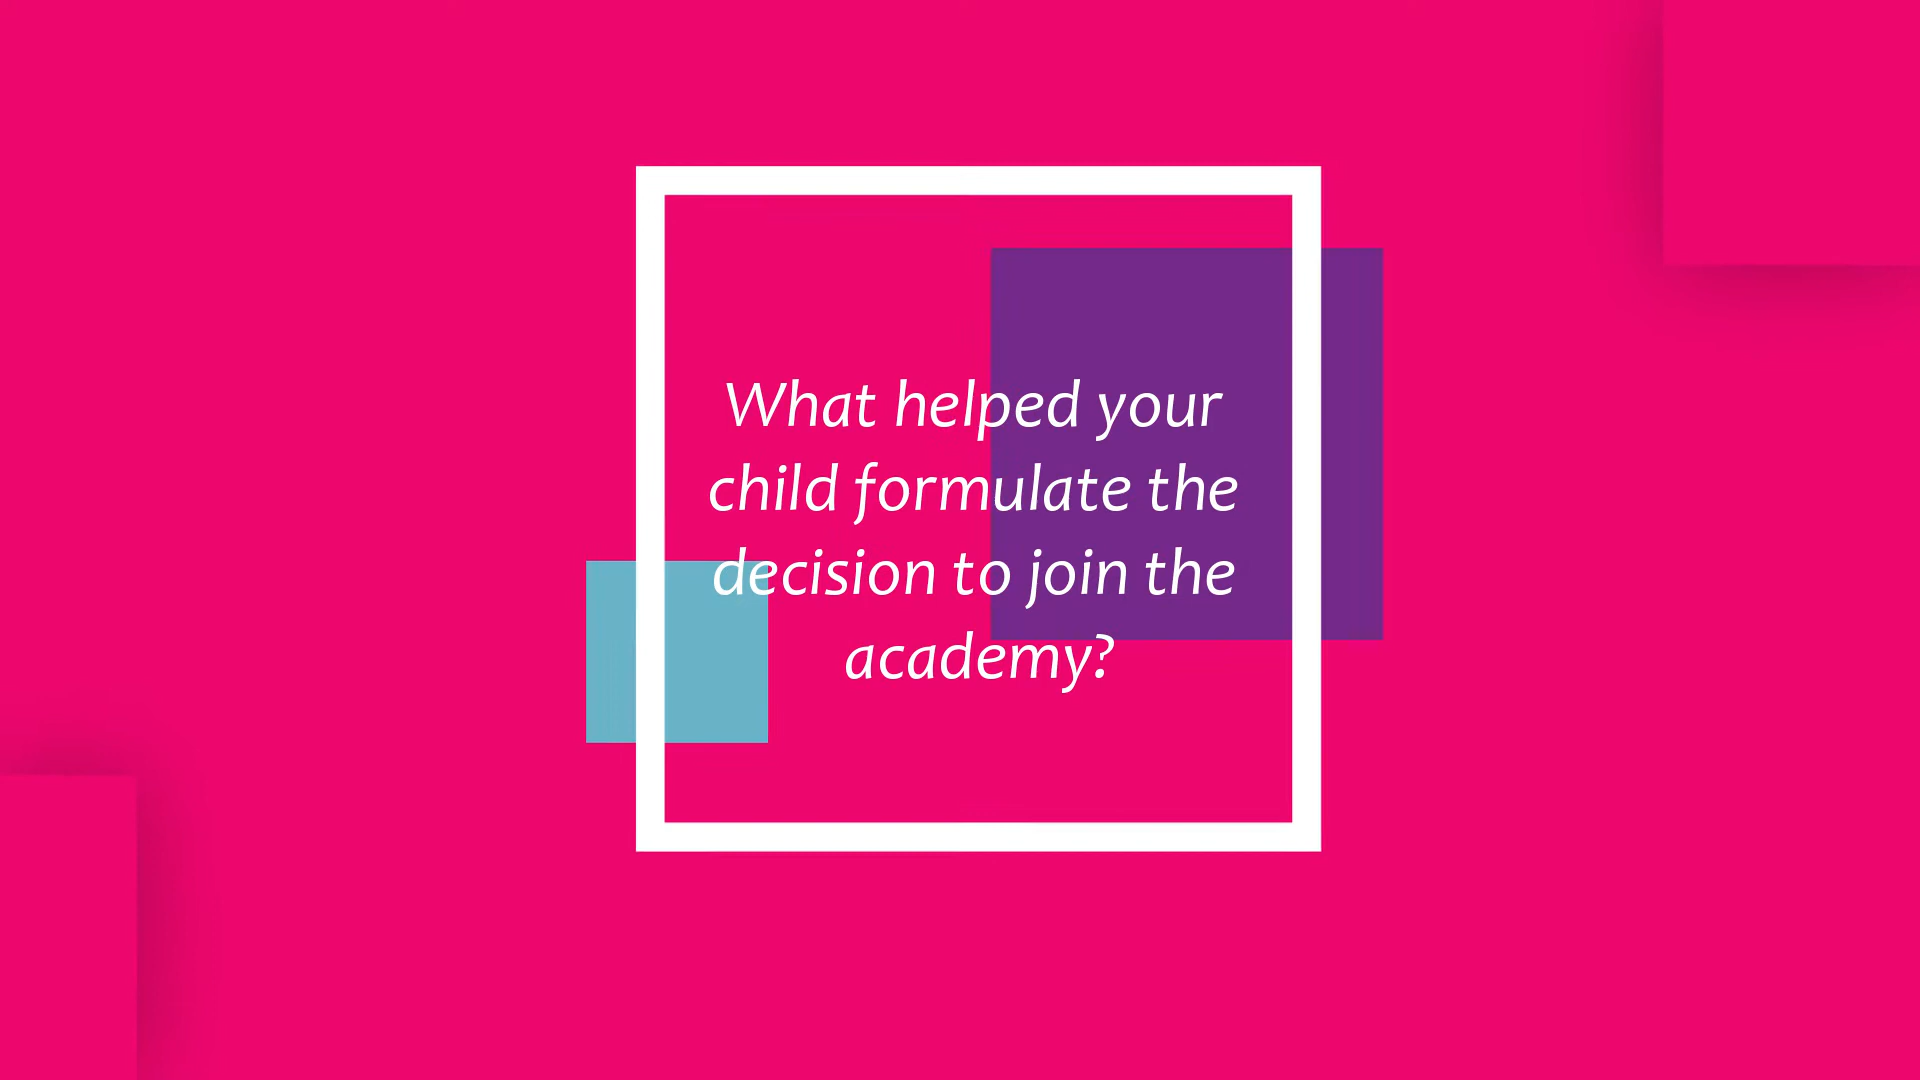 What helped your
child formulate the
decision to join the
academy?